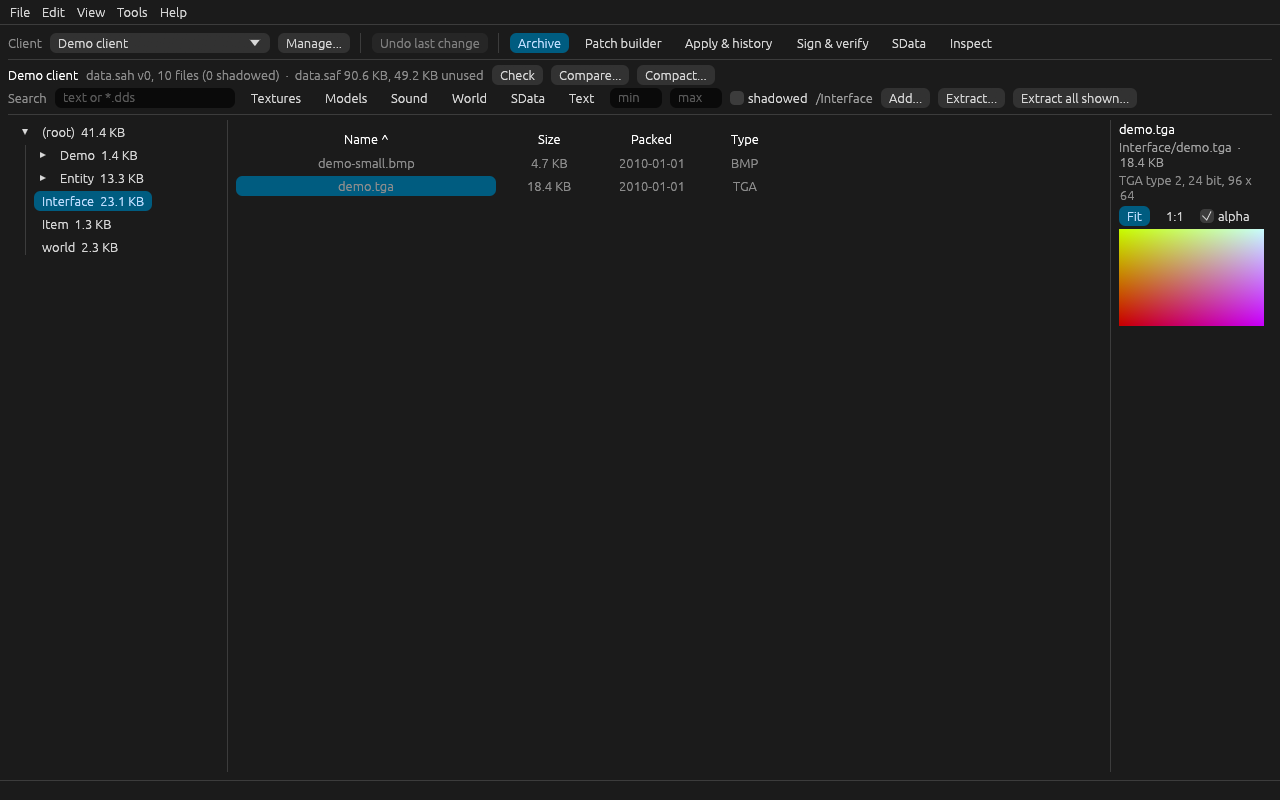 File Edit View Tools Help
Client Demo client Manage... Undo last change Archive Patch builder Apply & history Sign & verify SData Inspect
Demo client data.sah v0, 10 files (0 shadowed) · data.saf 90.6 KB, 49.2 KB unused Check Compare... Compact...
Search text or *.dds Textures Models Sound World SData Text min max shadowed /Interface Add... Extract... Extract all shown...
(root) 41.4 KB
Demo 1.4 KB
Entity 13.3 KB
Interface 23.1 KB
Item 1.3 KB
world 2.3 KB
Name ^ Size Packed Type
demo-small.bmp 4.7 KB 2010-01-01 BMP
demo.tga 18.4 KB 2010-01-01 TGA
demo.tga
Interface/demo.tga ·
18.4 KB
TGA type 2, 24 bit, 96 x
64
Fit 1:1 alpha